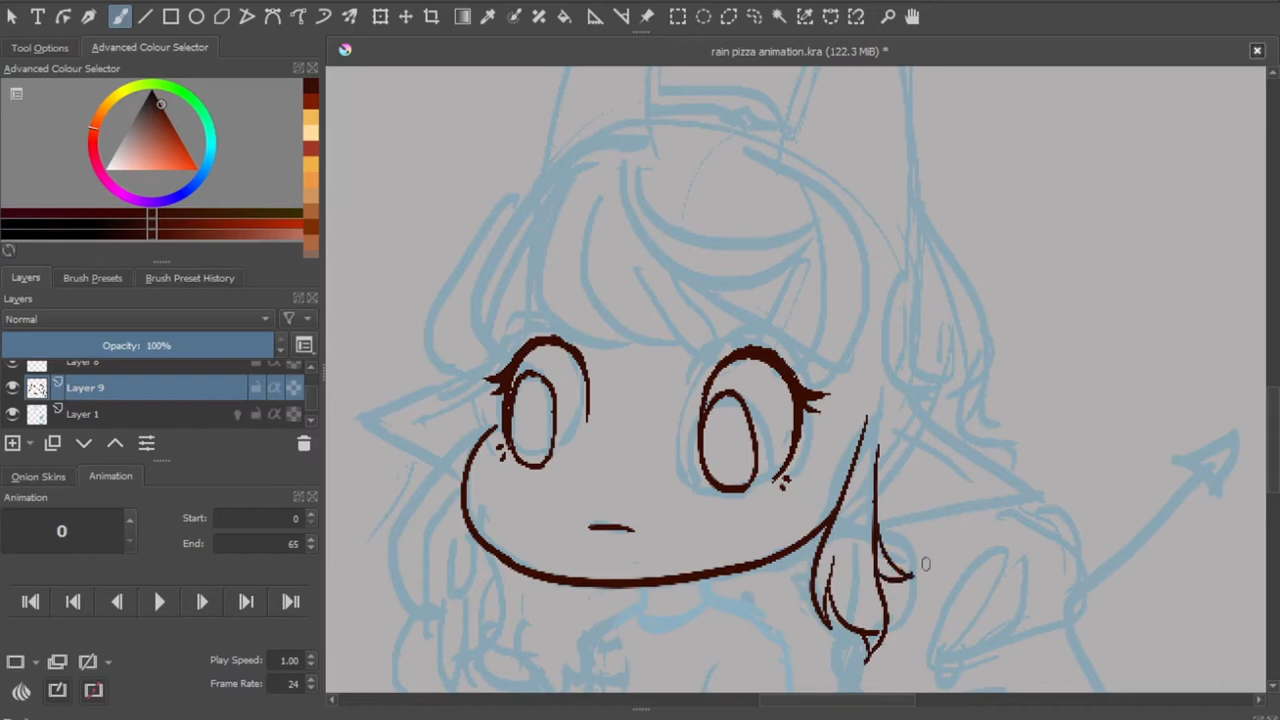 Tool Options
Advanced Colour Selector
rain pizza animation.kra (122.3 MiB) *
Advanced Colour Selector
Layers
Brush Presets
Brush Preset History
Layers
Normal
Opacity: 100%
Layer 8
Layer 9
Layer 1
Onion Skins
Animation
Animation
0
Start:
0
End:
65
Play Speed:
1.00
Frame Rate:
24